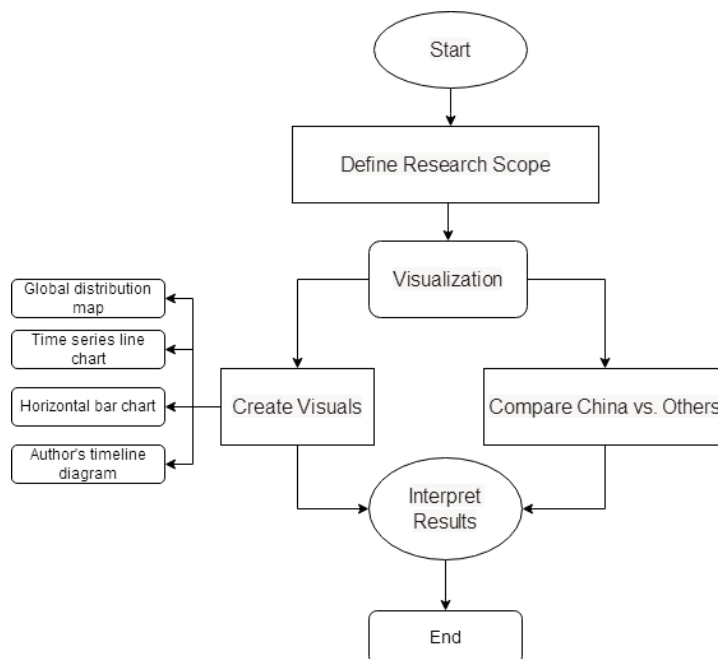 Start
Define Research Scope
Visualization
Global distribution
map
Time series line
chart
Horizontal bar chart
Author's timeline
diagram
Create Visuals
Compare China vs. Others
Interpret
Results
End